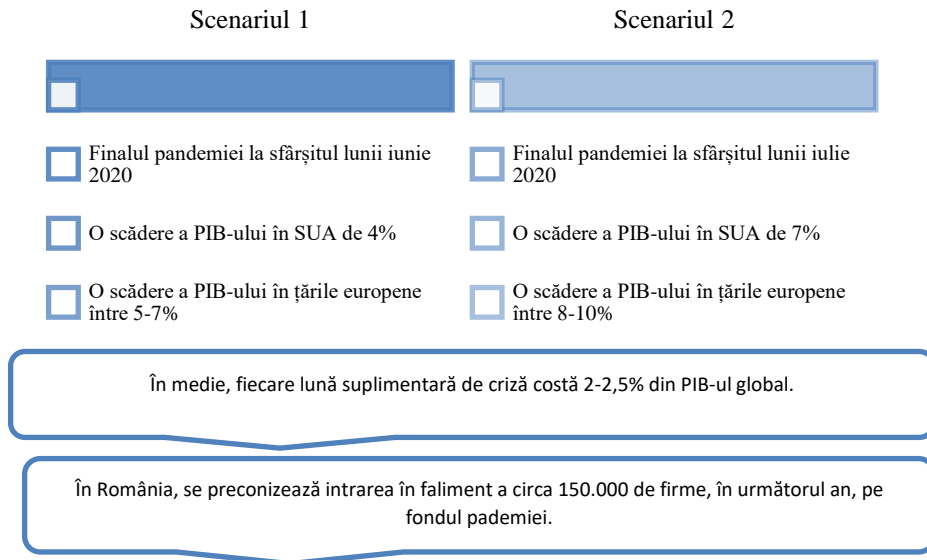 Scenariul 1
Finalul pandemiei la sfârșitul lunii iunie
2020
O scădere a PIB-ului în SUA de 4%
O scădere a PIB-ului în țările europene
între 5-7%
Scenariul 2
Finalul pandemiei la sfârșitul lunii iulie
2020
O scădere a PIB-ului în SUA de 7%
O scădere a PIB-ului în țările europene
între 8-10%
În medie, fiecare lună suplimentară de criză costă 2-2,5% din PIB-ul global.
În România, se preconizează intrarea în faliment a circa 150.000 de firme, în următorul an, pe
fondul pademiei.